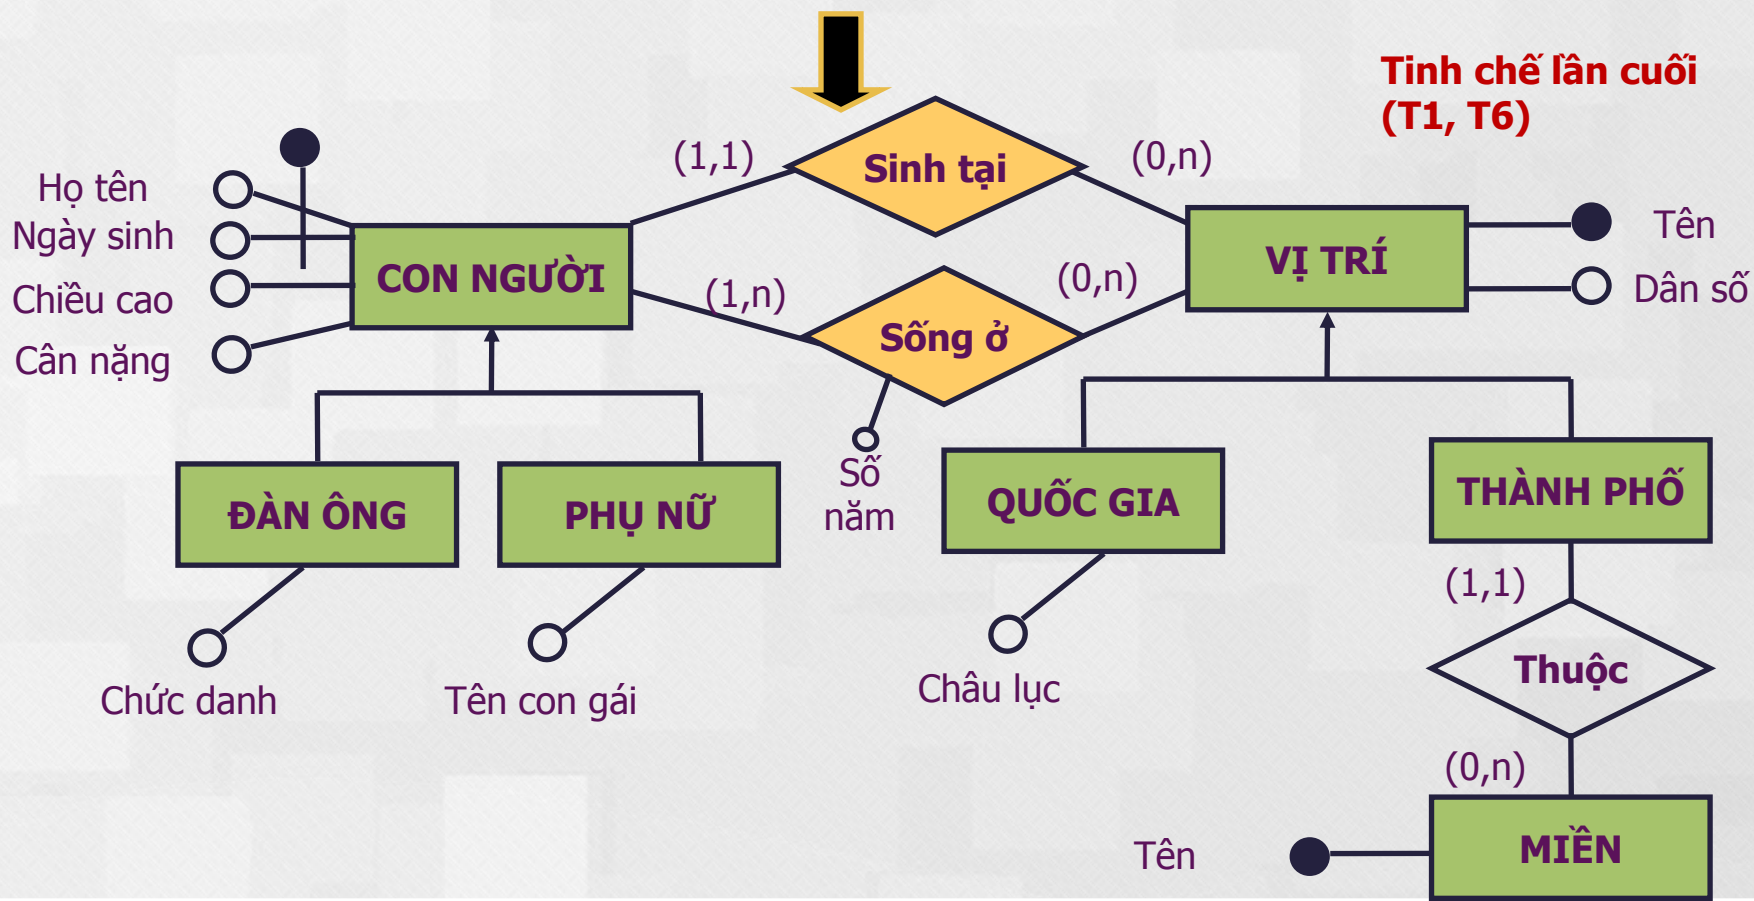 Tinh chế lần cuối
(T1, T6)
(1,1)
Sinh tại
(0,n)
Họ tên
Ngày sinh
Chiều cao
Cân nặng
CON NGƯỜI
VỊ TRÍ
Tên
Dân số
(1,n)
Sống ở
(0,n)
Số
năm
ĐÀN ÔNG
PHỤ NỮ
QUỐC GIA
THÀNH PHỐ
Chức danh
Tên con gái
Châu lục
(1,1)
Thuộc
(0,n)
Tên
MIỀN